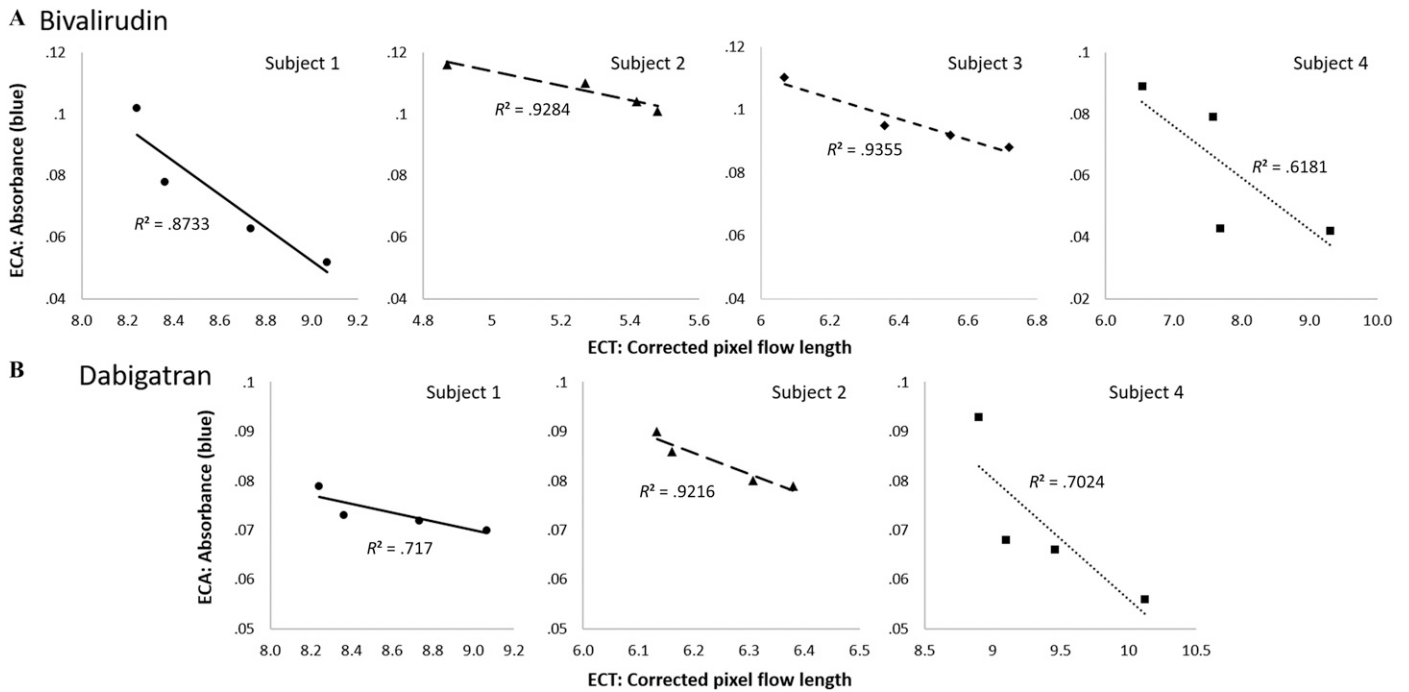 A Bivalirudin
Subject 1
Subject 2
Subject 3
Subject 4
ECA: Absorbance (blue)
.12
.1
.08
.06
.04
R² = .8733
8.0 8.2 8.4 8.6 8.8 9.0 9.2
.12
.1
.08
.06
.04
R² = .9284
4.8 5 5.2 5.4 5.6
.12
.1
.08
.06
.04
R² = .9355
6 6.2 6.4 6.6 6.8
.1
.08
.06
.04
.02
R² = .6181
6.0 7.0 8.0 9.0 10.0
ECT: Corrected pixel flow length
B Dabigatran
Subject 1
Subject 2
Subject 4
ECA: Absorbance (blue)
.1
.09
.08
.07
.06
.05
R² = .717
8.0 8.2 8.4 8.6 8.8 9.0 9.2
.1
.09
.08
.07
.06
.05
R² = .9216
6.0 6.1 6.2 6.3 6.4 6.5
.1
.09
.08
.07
.06
.05
R² = .7024
8.5 9 9.5 10 10.5
ECT: Corrected pixel flow length